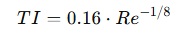 TI = 0.16 · Re^{-1/8}